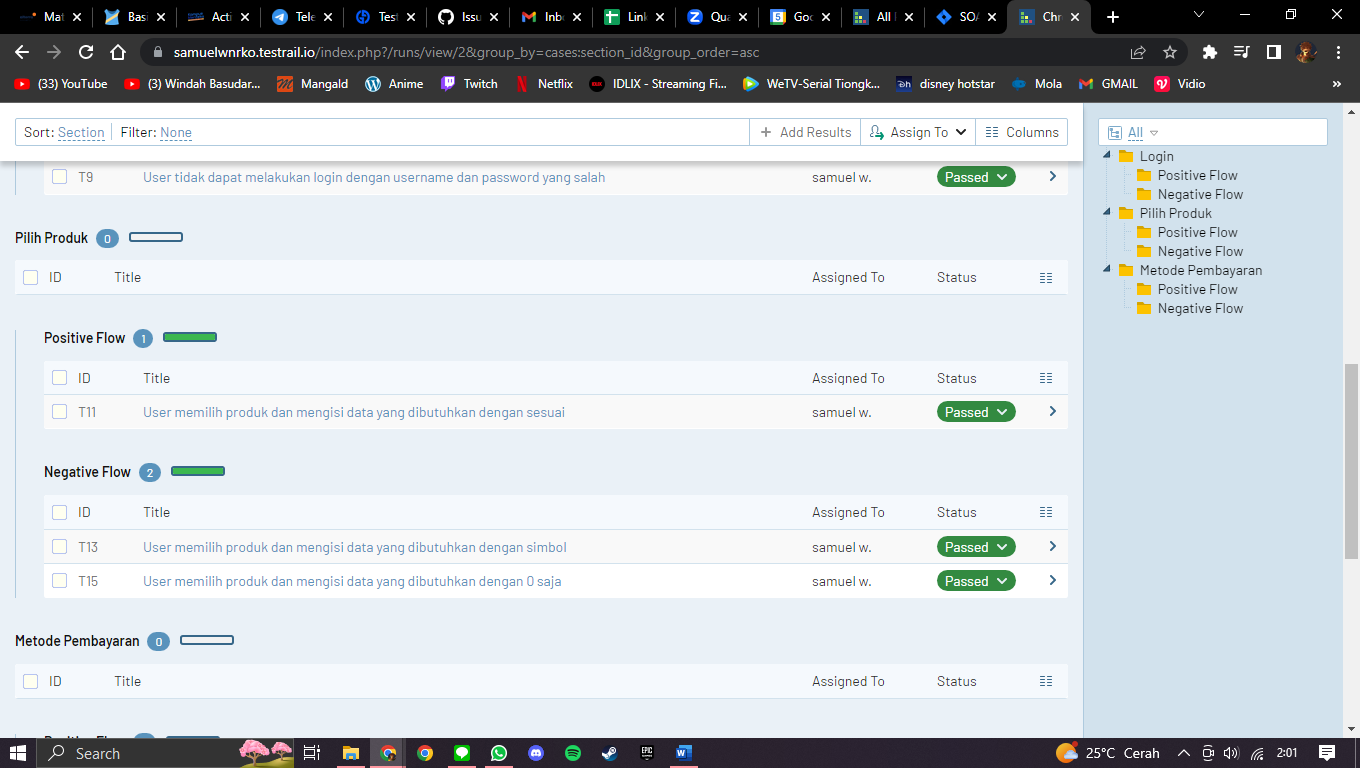 Mat Bas Acti Tele Test Issu Inb Link Qua Goo All SOA Chr
samuelwnrko.testrail.io/index.php?/runs/view/2&group_by=cases:section_id&group_order=asc
(33) YouTube (3) Windah Basudar... Mangald Anime Twitch Netflix IDLIX - Streaming Fi... WeTV-Serial Tiongk... disney hotstar Mola GMAIL Vidio »
Sort: Section Filter: None + Add Results Assign To Columns
T9 User tidak dapat melakukan login dengan username dan password yang salah samuel w. Passed
Pilih Produk 0
ID Title Assigned To Status
Positive Flow 1
ID Title Assigned To Status
T11 User memilih produk dan mengisi data yang dibutuhkan dengan sesuai samuel w. Passed
Negative Flow 2
ID Title Assigned To Status
T13 User memilih produk dan mengisi data yang dibutuhkan dengan simbol samuel w. Passed
T15 User memilih produk dan mengisi data yang dibutuhkan dengan 0 saja samuel w. Passed
Metode Pembayaran 0
ID Title Assigned To Status
Positive Flow
All
Login
Positive Flow
Negative Flow
Pilih Produk
Positive Flow
Negative Flow
Metode Pembayaran
Positive Flow
Negative Flow
Search 25°C Cerah 2:01